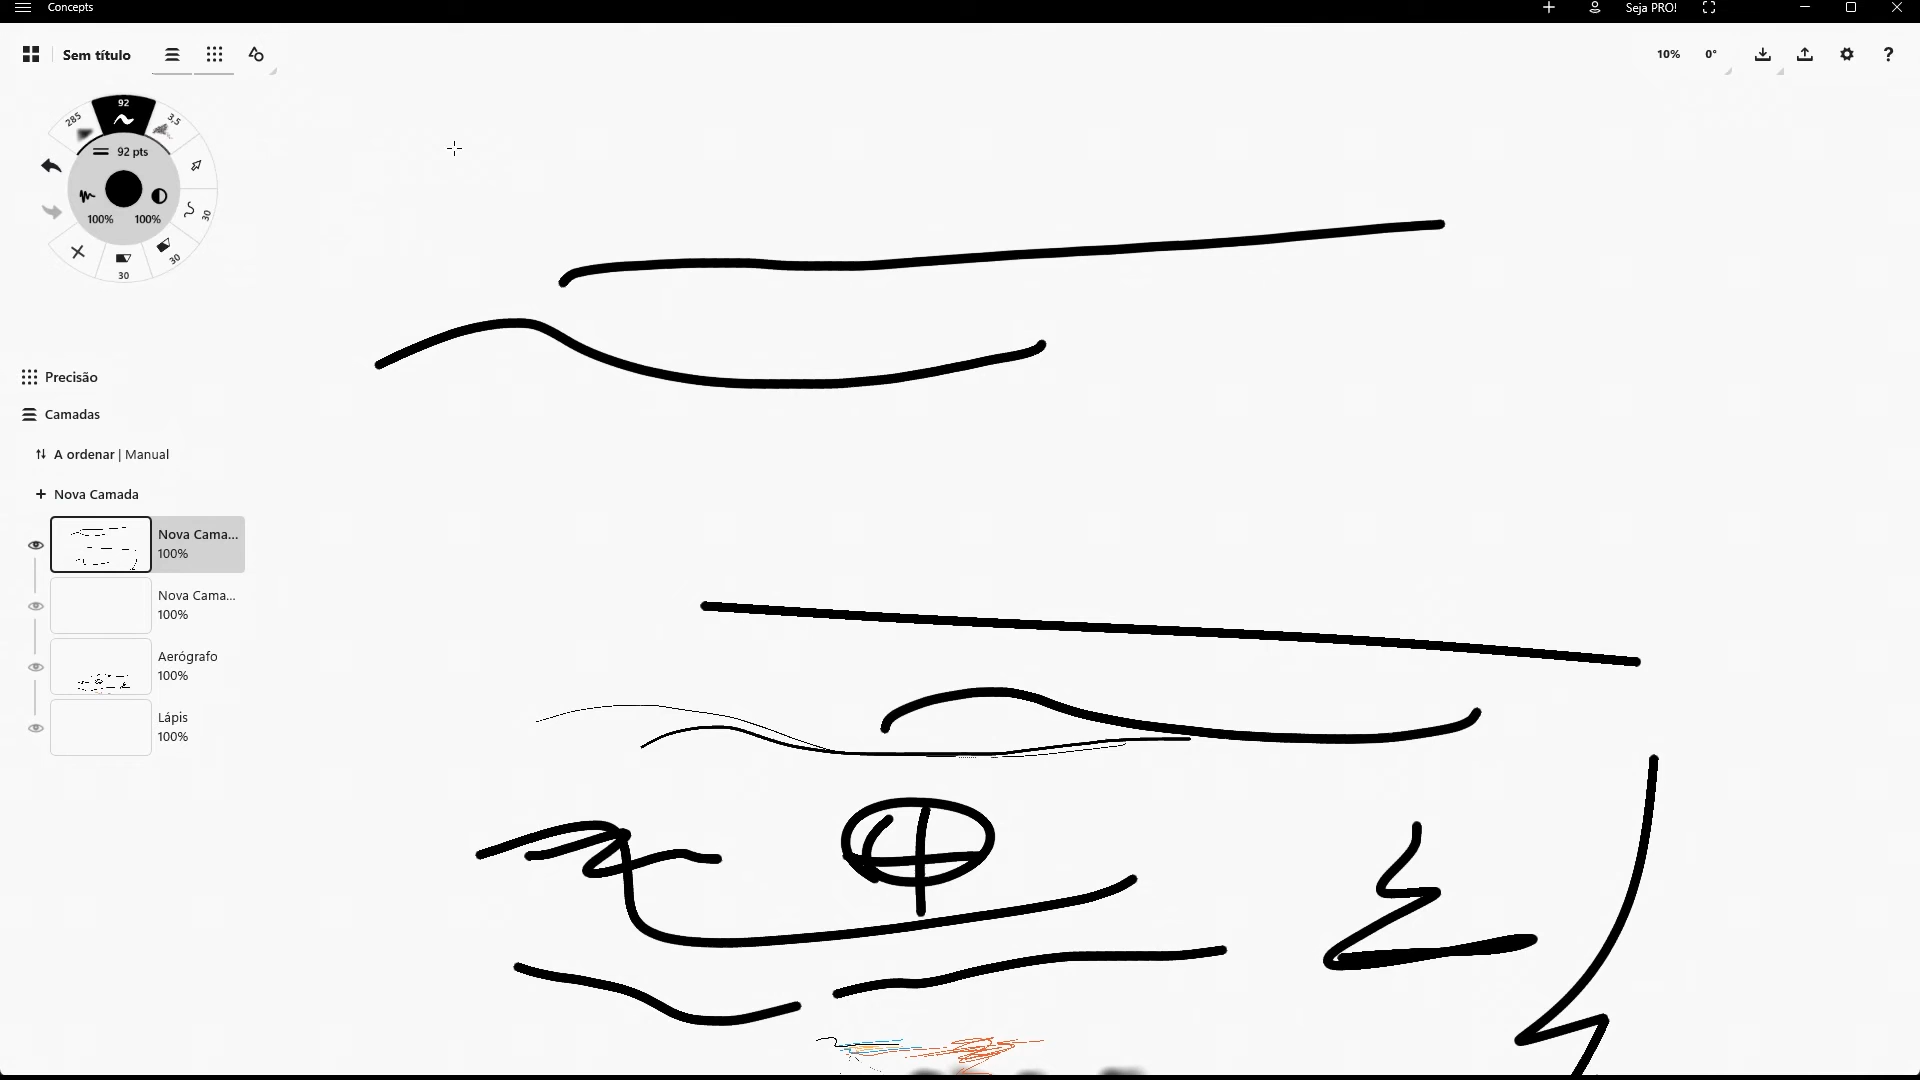 Concepts
Seja PRO!
Sem título
10% 0° ?
92
285
3,5
92 pts
30
100% 100%
30
30
Precisão
Camadas
A ordenar | Manual
+ Nova Camada
Nova Cama...
100%
Nova Cama...
100%
Aerógrafo
100%
Lápis
100%